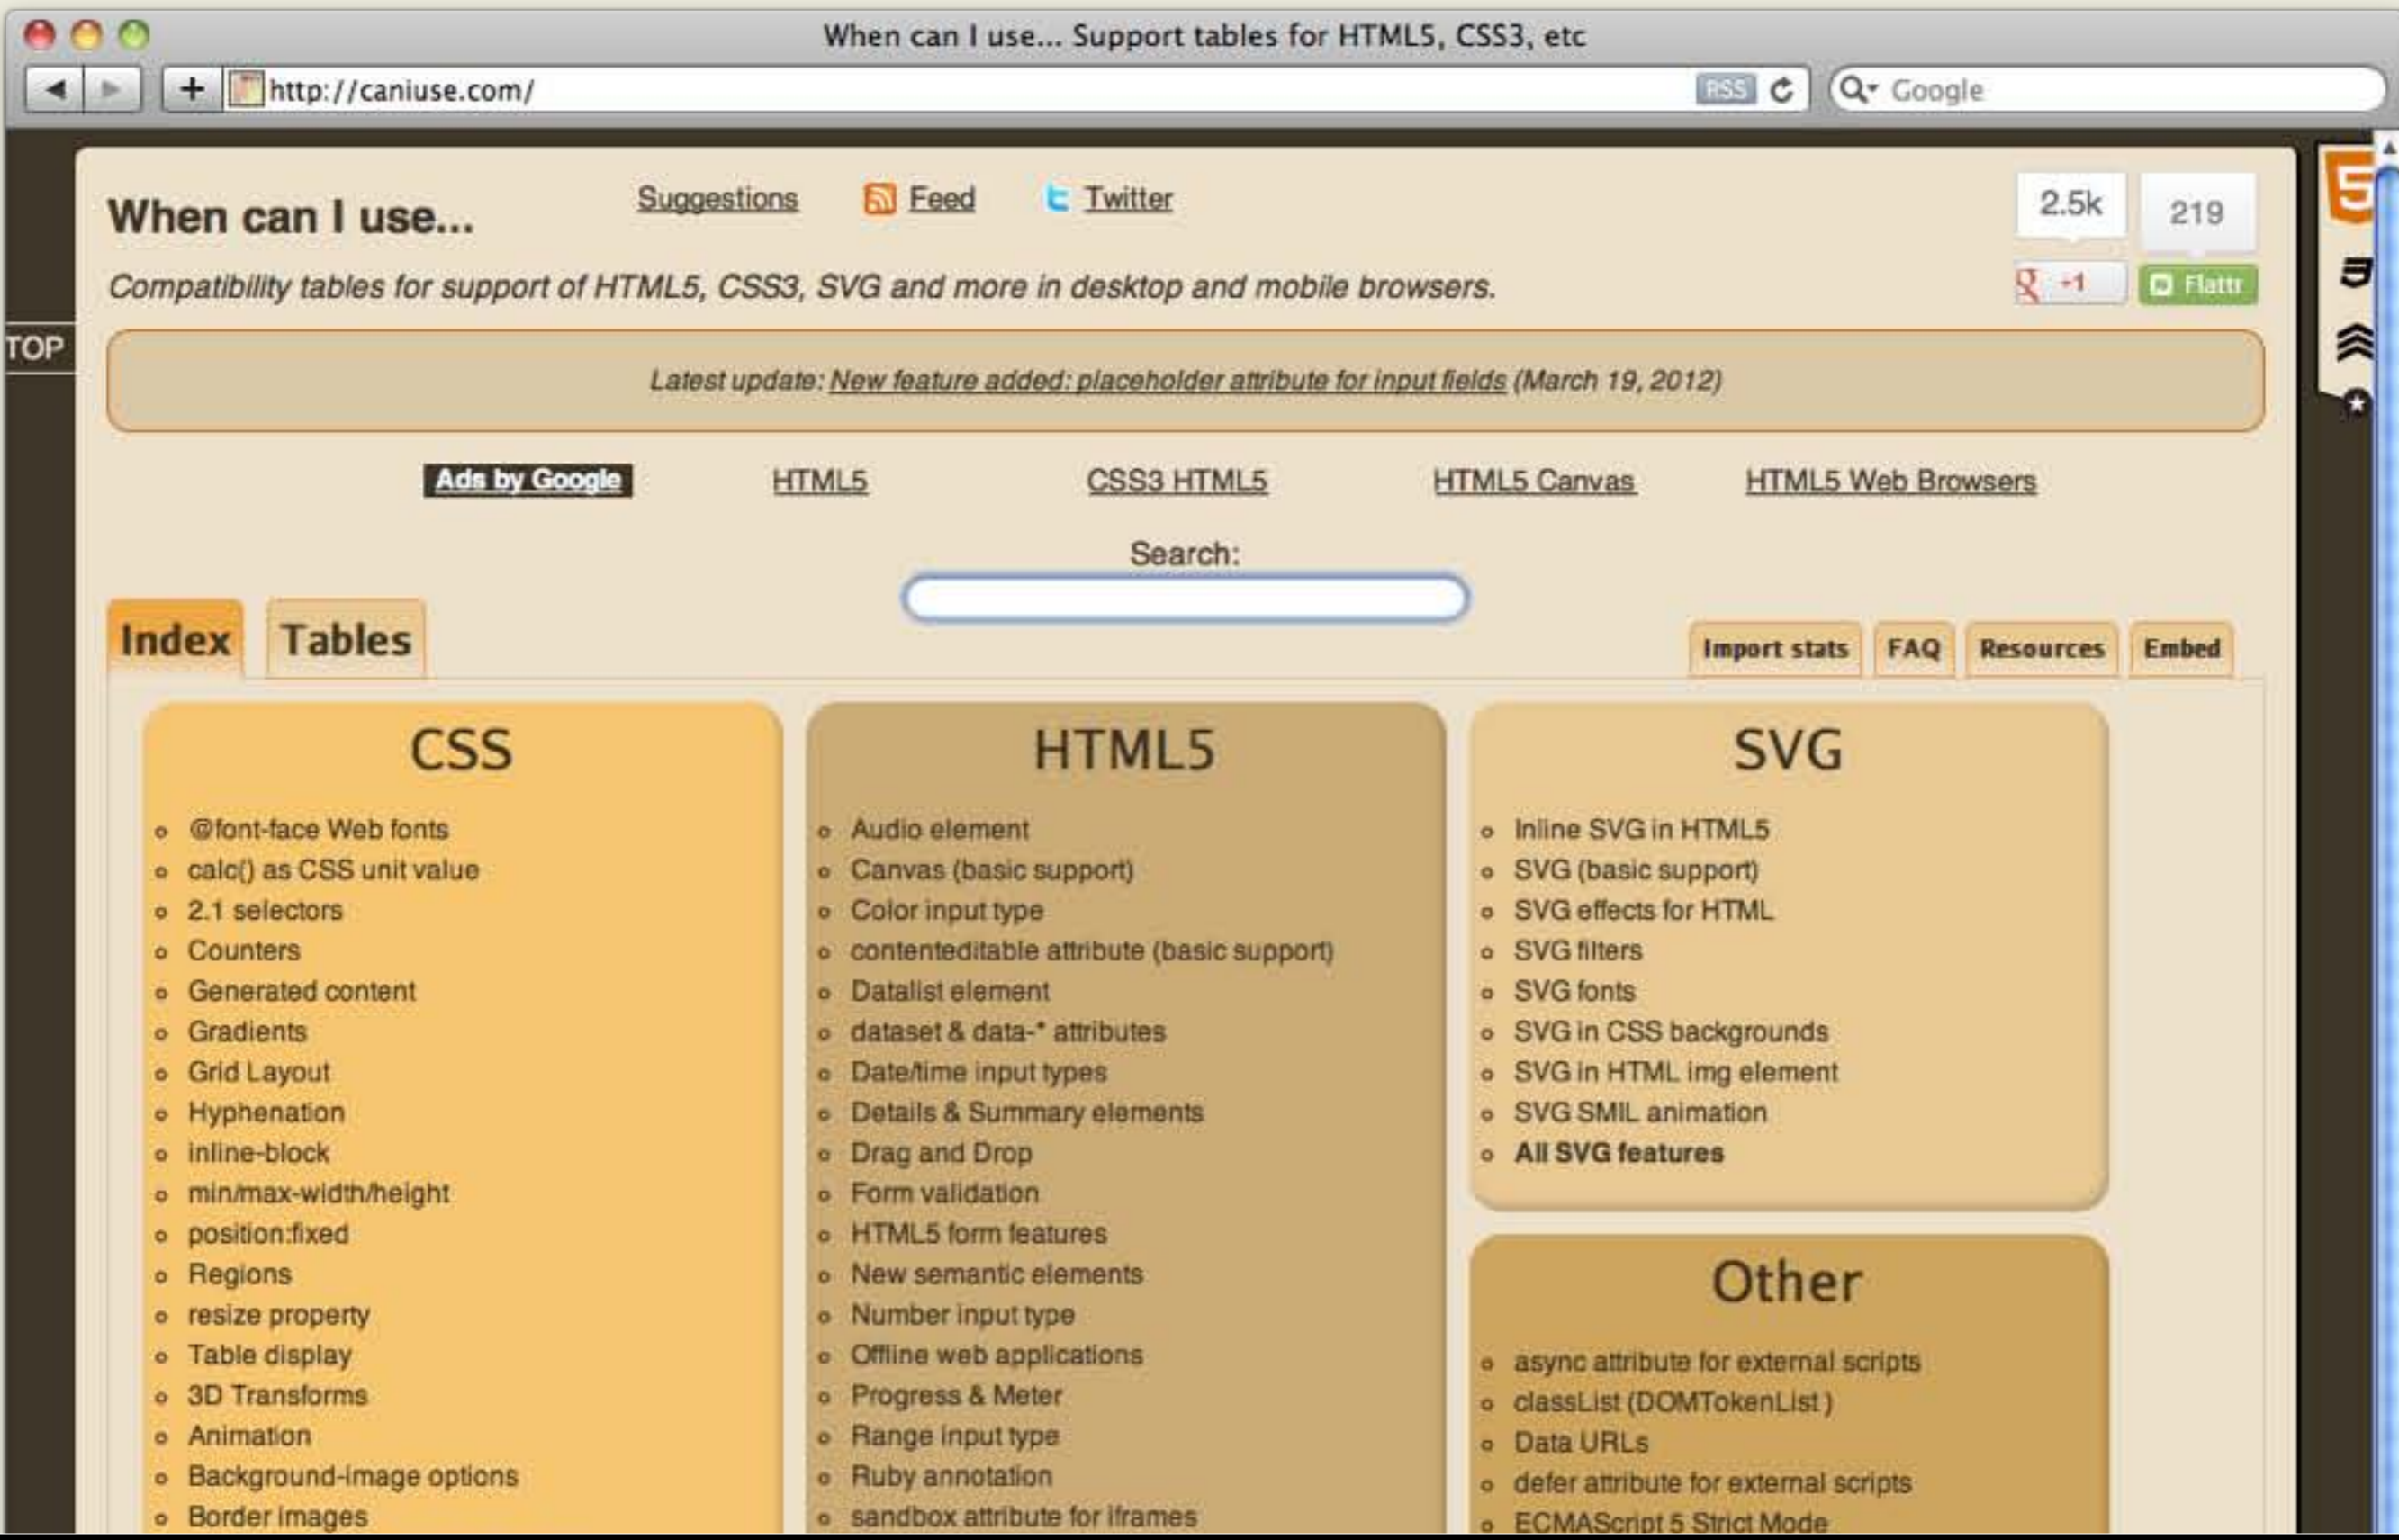 When can I use... Support tables for HTML5, CSS3, etc
http://caniuse.com/
RSS
Google
When can I use...
Suggestions
Feed
Twitter
2.5k
219
+1
Flattr
Compatibility tables for support of HTML5, CSS3, SVG and more in desktop and mobile browsers.
TOP
Latest update: New feature added: placeholder attribute for input fields (March 19, 2012)
Ads by Google
HTML5
CSS3 HTML5
HTML5 Canvas
HTML5 Web Browsers
Search:
Index
Tables
Import stats
FAQ
Resources
Embed
CSS
@font-face Web fonts
calc() as CSS unit value
2.1 selectors
Counters
Generated content
Gradients
Grid Layout
Hyphenation
inline-block
min/max-width/height
position:fixed
Regions
resize property
Table display
3D Transforms
Animation
Background-image options
Border images
HTML5
Audio element
Canvas (basic support)
Color input type
contenteditable attribute (basic support)
Datalist element
dataset & data-* attributes
Date/time input types
Details & Summary elements
Drag and Drop
Form validation
HTML5 form features
New semantic elements
Number input type
Offline web applications
Progress & Meter
Range input type
Ruby annotation
sandbox attribute for iframes
SVG
Inline SVG in HTML5
SVG (basic support)
SVG effects for HTML
SVG filters
SVG fonts
SVG in CSS backgrounds
SVG in HTML img element
SVG SMIL animation
All SVG features
Other
async attribute for external scripts
classList (DOMTokenList )
Data URLs
defer attribute for external scripts
ECMAScript 5 Strict Mode